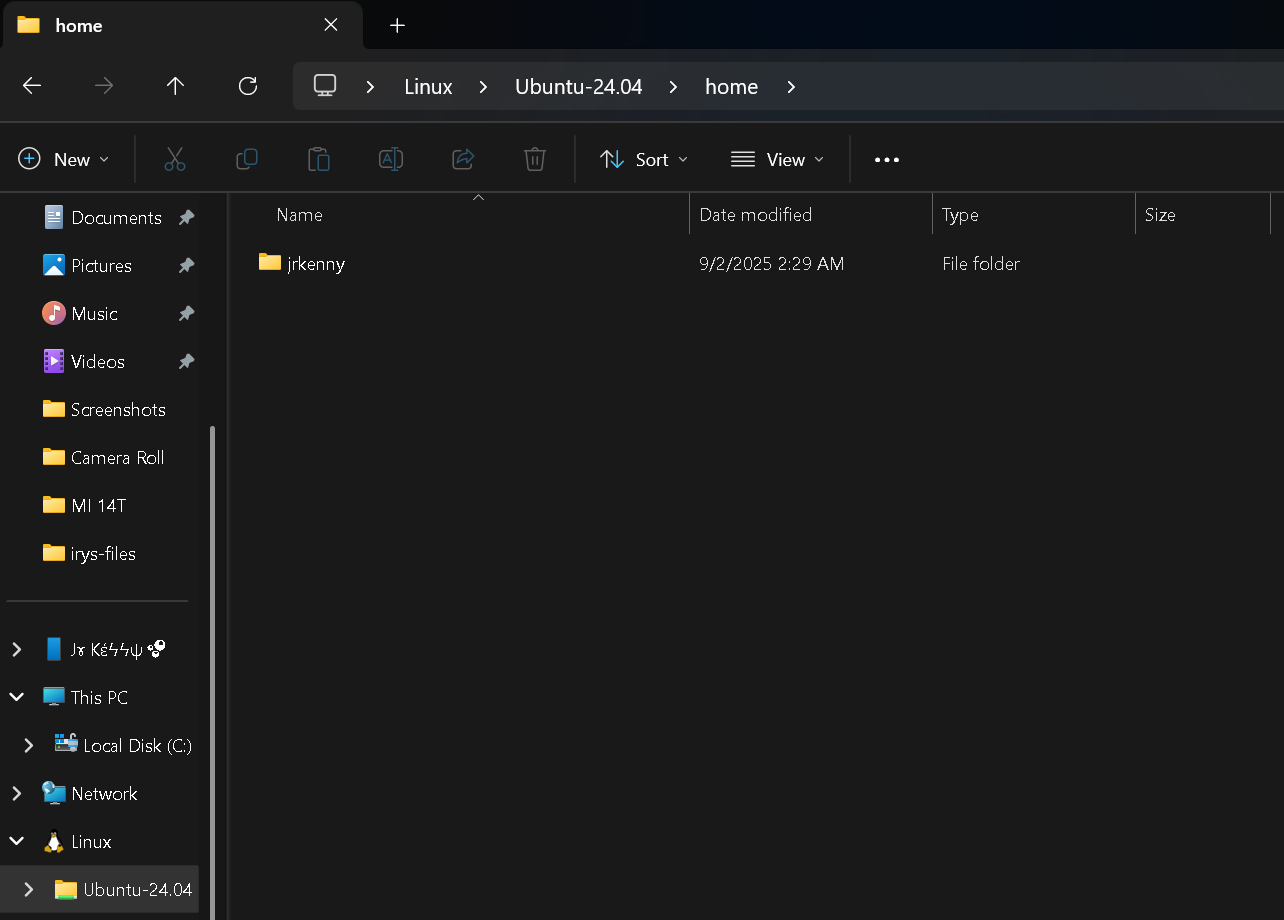 home
Linux
Ubuntu-24.04
home
New
Sort
View
Name
Date modified
Type
Size
jrkenny
9/2/2025 2:29 AM
File folder
Documents
Pictures
Music
Videos
Screenshots
Camera Roll
MI 14T
irys-files
This PC
Local Disk (C:)
Network
Linux
Ubuntu-24.04